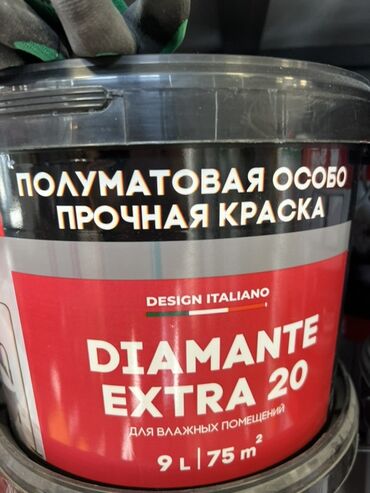 ПОЛУМАТОВАЯ ОСОБО
ПРОЧНАЯ КРАСКА
DESIGN ITALIANO
DIAMANTE
EXTRA 20
ДЛЯ ВЛАЖНЫХ ПОМЕЩЕНИЙ
9 L | 75 m²